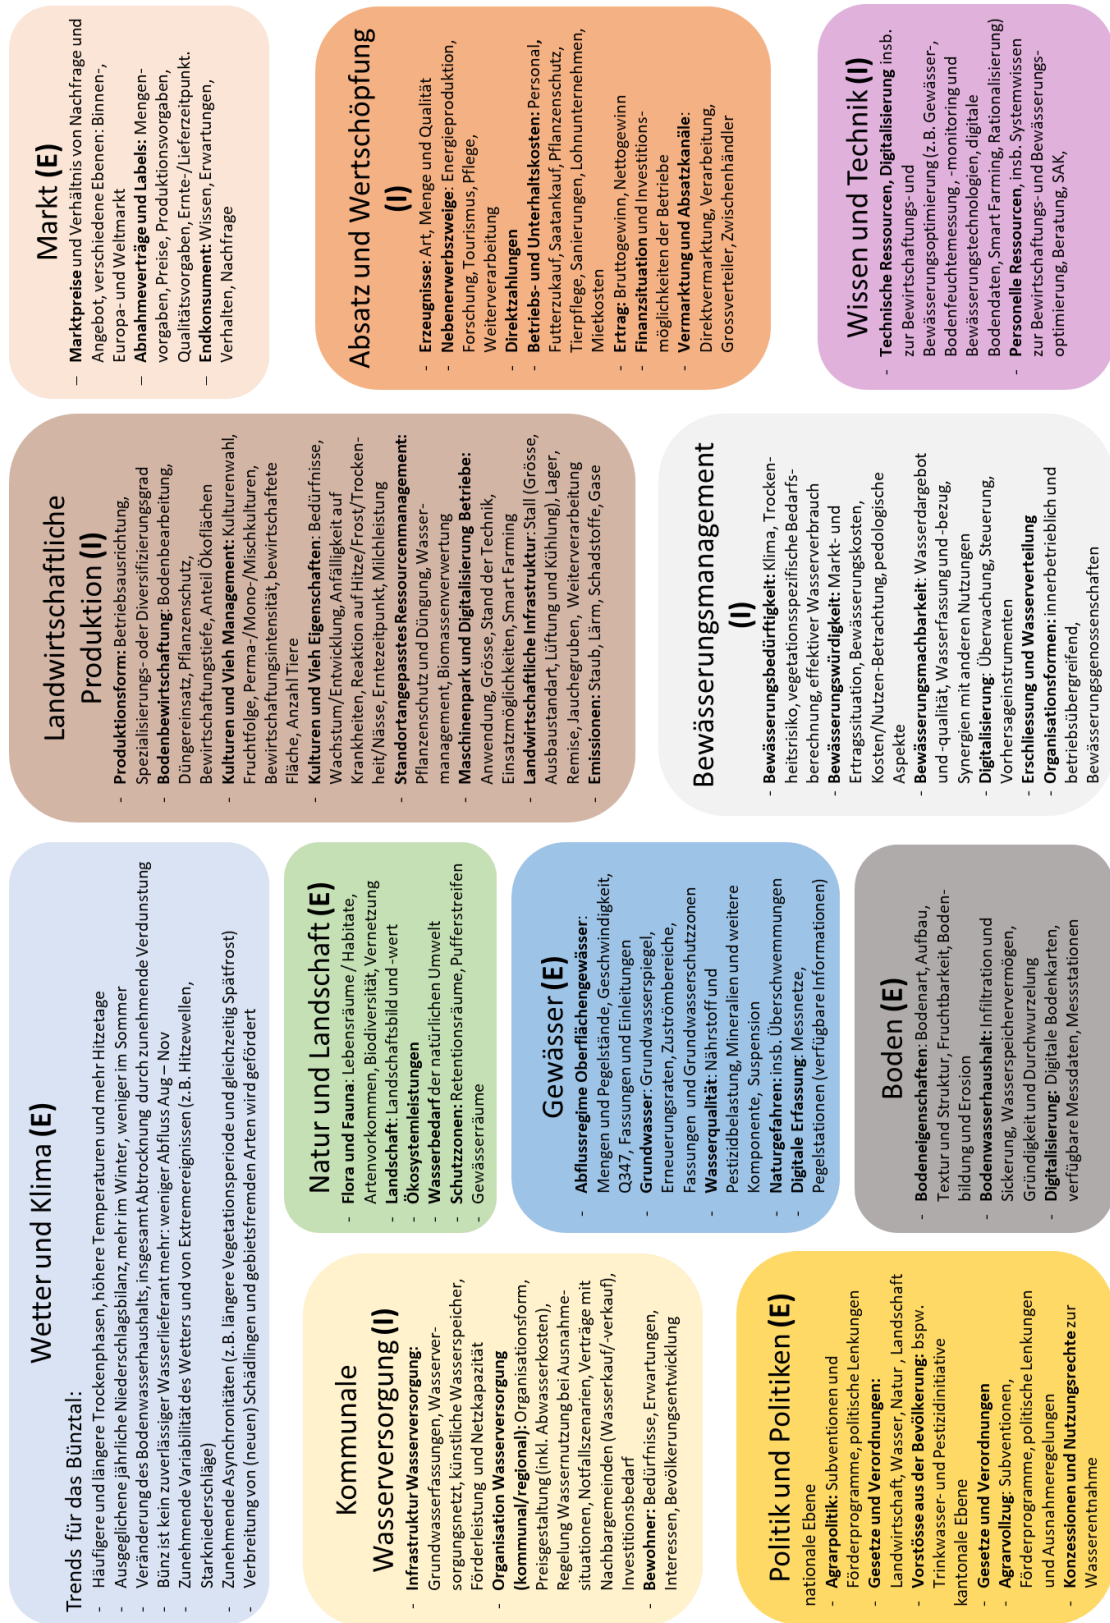 Wetter und Klima (E)
Trends für das Bünztal:
- Häufigere und längere Trockenphasen, höhere Temperaturen und mehr Hitzetage
- Ausgeglichene jährliche Niederschlagsbilanz, mehr im Winter, weniger im Sommer
- Veränderung des Bodenwasserhaushalts, insgesamt Abtrocknung durch zunehmende Verdunstung
- Bünz ist kein zuverlässiger Wasserlieferant mehr: weniger Abfluss Aug – Nov
- Zunehmende Variabilität des Wetters und von Extremereignissen (z.B. Hitzewellen,
Starkniederschläge)
- Zunehmende Asynchronitäten (z.B. längere Vegetationsperiode und gleichzeitig Spätfrost)
- Verbreitung von (neuen) Schädlingen und gebietsfremden Arten wird gefördert
Landwirtschaftliche
Produktion (I)
- Produktionsform: Betriebsausrichtung,
Spezialisierungs- oder Diversifizierungsgrad
- Bodenbewirtschaftung: Bodenbearbeitung,
Düngereinsatz, Pflanzenschutz,
Bewirtschaftungstiefe, Anteil Ökoflächen
- Kulturen und Vieh Management: Kulturenwahl,
Fruchtfolge, Perma-/Mono-/Mischkulturen,
Bewirtschaftungsintensität, bewirtschaftete
Fläche, Anzahl Tiere
- Kulturen und Vieh Eigenschaften: Bedürfnisse,
Wachstum/Entwicklung, Anfälligkeit auf
Krankheiten, Reaktion auf Hitze/Frost/Trocken-
heit/Nässe, Erntezeitpunkt, Milchleistung
- Standortangepasstes Ressourcenmanagement:
Pflanzenschutz und Düngung, Wasser-
management, Biomassenverwertung
- Maschinenpark und Digitalisierung Betriebe:
Anwendung, Grösse, Stand der Technik,
Einsatzmöglichkeiten, Smart Farming
- Landwirtschaftliche Infrastruktur: Stall (Grösse,
Ausbaustandart, Lüftung und Kühlung), Lager,
Remise, Jauchegruben, Weiterverarbeitung
- Emissionen: Staub, Lärm, Schadstoffe, Gase
Markt (E)
– Marktpreise und Verhältnis von Nachfrage und
Angebot, verschiedene Ebenen: Binnen-,
Europa- und Weltmarkt
– Abnahmeverträge und Labels: Mengen-
vorgaben, Preise, Produktionsvorgaben,
Qualitätsvorgaben, Ernte-/Lieferzeitpunkt.
– Endkonsument: Wissen, Erwartungen,
Verhalten, Nachfrage
Kommunale
Wasserversorgung (I)
- Infrastruktur Wasserversorgung:
Grundwasserfassungen, Wasserver-
sorgungsnetzt, künstliche Wasserspeicher,
Förderleistung und Netzkapazität
- Organisation Wasserversorgung
(kommunal/regional): Organisationsform,
Preisgestaltung (inkl. Abwasserkosten),
Regelung Wassernutzung bei Ausnahme-
situationen, Notfallszenarien, Verträge mit
Nachbargemeinden (Wasserkauf/-verkauf),
Investitionsbedarf
- Bewohner: Bedürfnisse, Erwartungen,
Interessen, Bevölkerungsentwicklung
Natur und Landschaft (E)
- Flora und Fauna: Lebensräume / Habitate,
Artenvorkommen, Biodiversität, Vernetzung
- Landschaft: Landschaftsbild und -wert
- Ökosystemleistungen
- Wasserbedarf der natürlichen Umwelt
- Schutzzonen: Retentionsräume, Pufferstreifen
- Gewässerräume
Gewässer (E)
- Abflussregime Oberflächengewässer:
Mengen und Pegelstände, Geschwindigkeit,
Q347, Fassungen und Einleitungen
- Grundwasser: Grundwasserspiegel,
Erneuerungsraten, Zuströmbereiche,
Fassungen und Grundwasserschutzzonen
- Wasserqualität: Nährstoff und
Pestizidbelastung, Mineralien und weitere
Komponente, Suspension
- Naturgefahren: insb. Überschwemmungen
- Digitale Erfassung: Messnetze,
Pegelstationen (verfügbare Informationen)
Absatz und Wertschöpfung
(I)
- Erzeugnisse: Art, Menge und Qualität
- Nebenerwerbszweige: Energieproduktion,
Forschung, Tourismus, Pflege,
Weiterverarbeitung
- Direktzahlungen
- Betriebs- und Unterhaltskosten: Personal,
Futterzukauf, Saatankauf, Pflanzenschutz,
Tierpflege, Sanierungen, Lohnunternehmen,
Mietkosten
- Ertrag: Bruttogewinn, Nettogewinn
- Finanzsituation und Investitions-
möglichkeiten der Betriebe
- Vermarktung und Absatzkanäle:
Direktvermarktung, Verarbeitung,
Grossverteiler, Zwischenhändler
Politik und Politiken (E)
nationale Ebene
- Agrarpolitik: Subventionen und
Förderprogramme, politische Lenkungen
- Gesetze und Verordnungen:
Landwirtschaft, Wasser, Natur , Landschaft
- Vorstösse aus der Bevölkerung: bspw.
Trinkwasser- und Pestizidinitiative
kantonale Ebene
- Gesetze und Verordnungen
- Agrarvollzug: Subventionen,
Förderprogramme, politische Lenkungen
und Ausnahmeregelungen
- Konzessionen und Nutzungsrechte zur
Wasserentnahme
Boden (E)
- Bodeneigenschaften: Bodenart, Aufbau,
Textur und Struktur, Fruchtbarkeit, Boden-
bildung und Erosion
- Bodenwasserhaushalt: Infiltration und
Sickerung, Wasserspeichervermögen,
Gründigkeit und Durchwurzelung
- Digitalisierung: Digitale Bodenkarten,
verfügbare Messdaten, Messstationen
Bewässerungsmanagement
(I)
- Bewässerungsbedürftigkeit: Klima, Trocken-
heitsrisiko, vegetationsspezifische Bedarfs-
berechnung, effektiver Wasserverbrauch
- Bewässerungswürdigkeit: Markt- und
Ertragssituation, Bewässerungskosten,
Kosten/Nutzen-Betrachtung, pedologische
Aspekte
- Bewässerungsmachbarkeit: Wasserdargebot
und -qualität, Wasserfassung und -bezug,
Synergien mit anderen Nutzungen
- Digitalisierung: Überwachung, Steuerung,
Vorhersageinstrumenten
- Erschliessung und Wasserverteilung
- Organisationsformen: innerbetrieblich und
betriebsübergreifend,
Bewässerungsgenossenschaften
Wissen und Technik (I)
- Technische Ressourcen, Digitalisierung insb.
zur Bewirtschaftungs- und
Bewässerungsoptimierung (z.B. Gewässer-,
Bodenfeuchtemessung, -monitoring und
Bewässerungstechnologien, digitale
Bodendaten, Smart Farming, Rationalisierung)
- Personelle Ressourcen, insb. Systemwissen
zur Bewirtschaftungs- und Bewässerungs-
optimierung, Beratung, SAK,